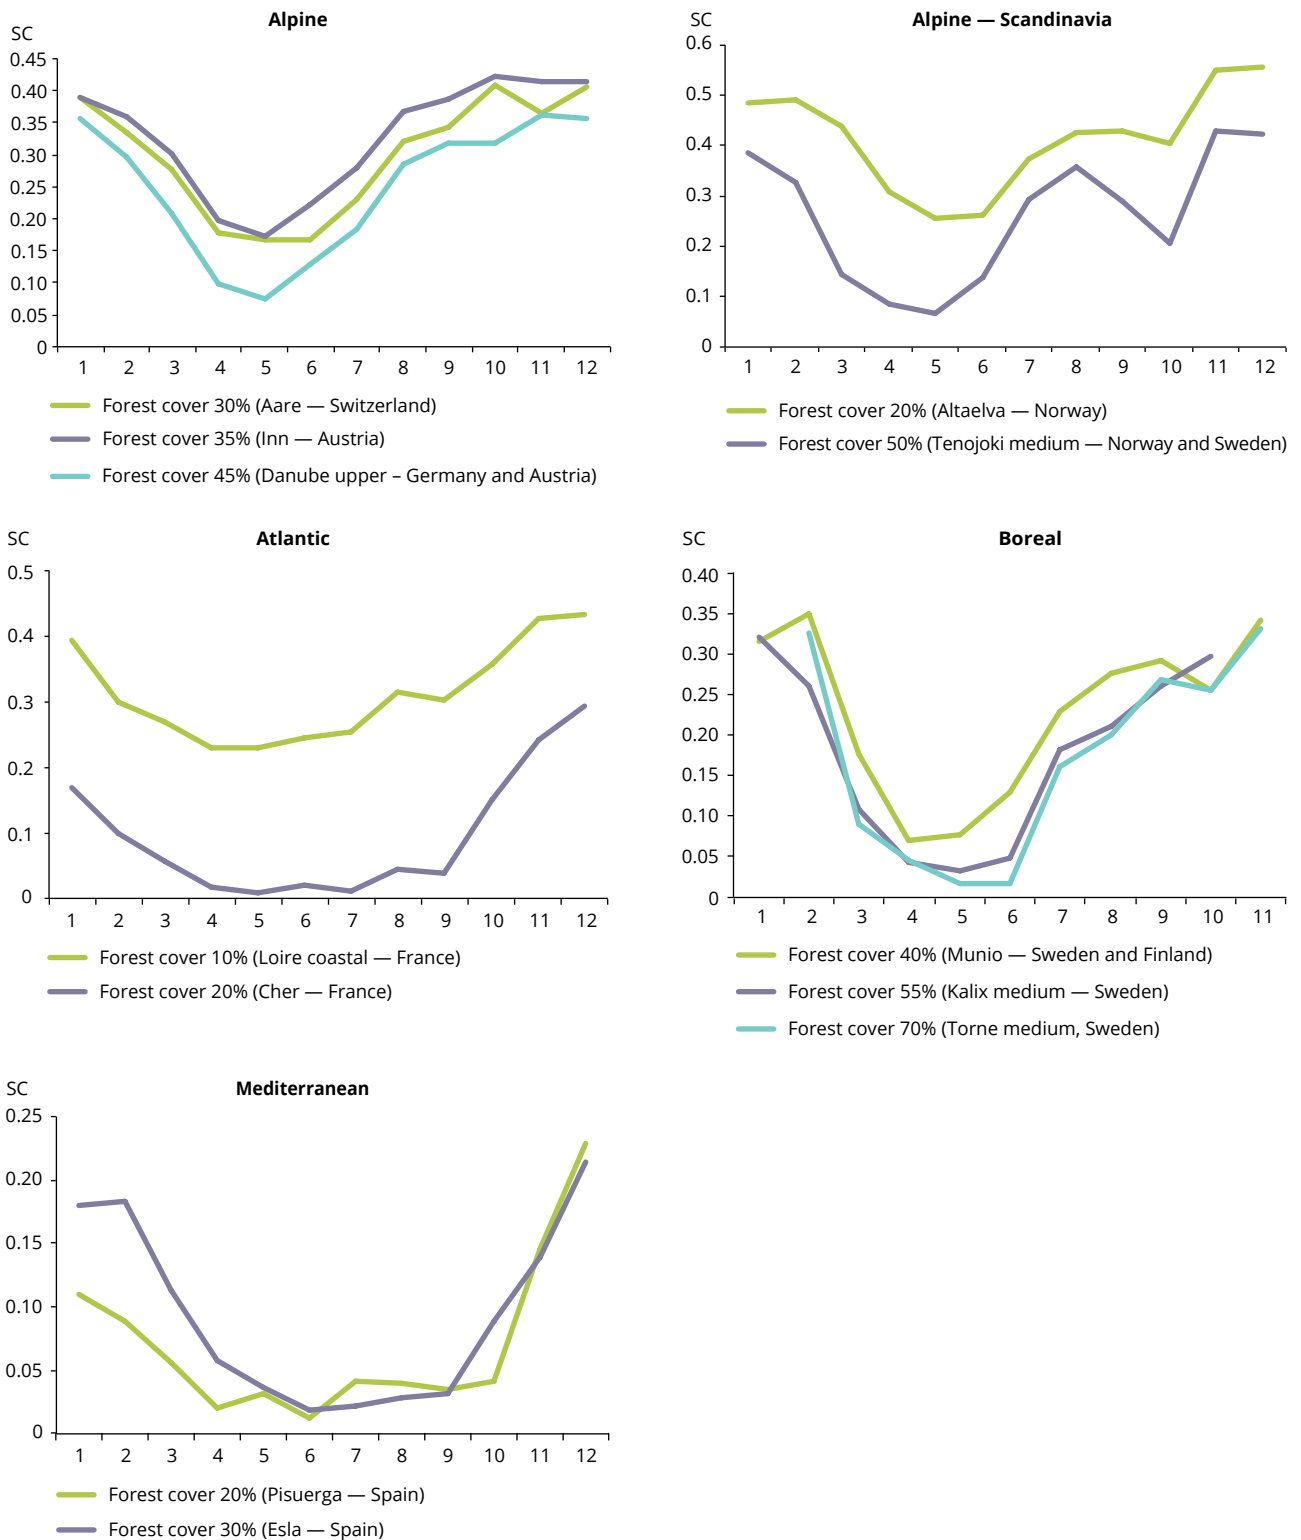 Alpine
SC
0.45
0.40
0.35
0.30
0.25
0.20
0.15
0.10
0.05
0
1 2 3 4 5 6 7 8 9 10 11 12
Forest cover 30% (Aare — Switzerland)
Forest cover 35% (Inn — Austria)
Forest cover 45% (Danube upper – Germany and Austria)
Alpine — Scandinavia
SC
0.6
0.5
0.4
0.3
0.2
0.1
0
1 2 3 4 5 6 7 8 9 10 11 12
Forest cover 20% (Altaelva — Norway)
Forest cover 50% (Tenojoki medium — Norway and Sweden)
Atlantic
SC
0.5
0.4
0.3
0.2
0.1
0
1 2 3 4 5 6 7 8 9 10 11 12
Forest cover 10% (Loire coastal — France)
Forest cover 20% (Cher — France)
Boreal
SC
0.40
0.35
0.30
0.25
0.20
0.15
0.10
0.05
0
1 2 3 4 5 6 7 8 9 10 11
Forest cover 40% (Munio — Sweden and Finland)
Forest cover 55% (Kalix medium — Sweden)
Forest cover 70% (Torne medium, Sweden)
Mediterranean
SC
0.25
0.20
0.15
0.10
0.05
0
1 2 3 4 5 6 7 8 9 10 11 12
Forest cover 20% (Pisuerga — Spain)
Forest cover 30% (Esla — Spain)